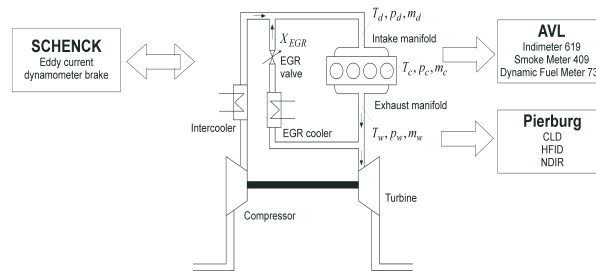 SCHENCK
Eddy current
dynamometer brake
T_d, p_d, m_d
X_EGR
EGR
valve
Intake manifold
T_c, p_c, m_c
Exhaust manifold
T_w, p_w, m_w
Intercooler
EGR cooler
Compressor
Turbine
AVL
Indimeter 619
Smoke Meter 409
Dynamic Fuel Meter 73
Pierburg
CLD
HFID
NDIR